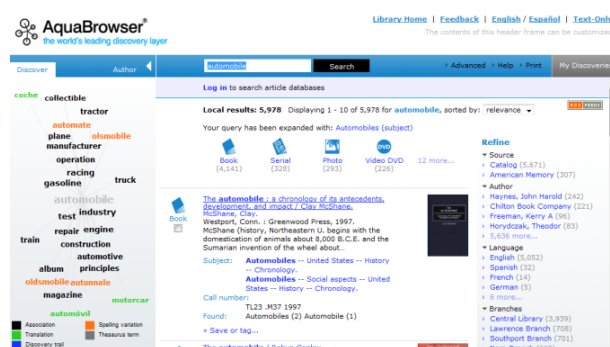 AquaBrowser®
the world's leading discovery layer
Library Home | Feedback | English / Español | Text-Only
The contents of this header frame can be customize
Discover Author
automobile Search › Advanced › Help › Print My Discoveries
Log in to search article databases
coche collectible
tractor
automate
plane olsmobile
manufacturer
operation
racing
gasoline truck
automobile
test industry
repair engine
train construction
automotive
album principles
oldsmobile autunnale
magazine
motorcar
automóvil
Association Spelling variation
Translation Thesaurus term
Discovery trail
Local results: 5,978 Displaying 1 - 10 of 5,978 for automobile, sorted by: relevance
Your query has been expanded with: Automobiles (subject)
Book Serial Photo Video DVD 12 more...
(4,141) (328) (293) (226)
Book
The automobile : a chronology of its antecedents,
development, and impact / Clay McShane.
McShane, Clay.
Westport, Conn. : Greenwood Press, 1997.
McShane (history, Northeastern U. begins with the
domestication of animals about 8,000 B.C.E. and the
Sumarian invention of the wheel about...
Subject: Automobiles -- United States -- History
-- Chronology.
Automobiles -- Social aspects -- United
States -- History -- Chronology.
Call number:
TL23 .M37 1997
Found: Automobiles (2) Automobile (1)
» Save or tag...
Refine
Source
› Catalog (5,671)
› American Memory (307)
Author
› Haynes, John Harold (242)
› Chilton Book Company (221)
› Freeman, Kerry A (96)
› Horydczak, Theodor (83)
› 5,636 more...
Language
› English (5,052)
› Spanish (32)
› French (14)
› German (5)
› 6 more...
Branches
› Central Library (3,939)
› Lawrence Branch (708)
› Southport Branch (701)